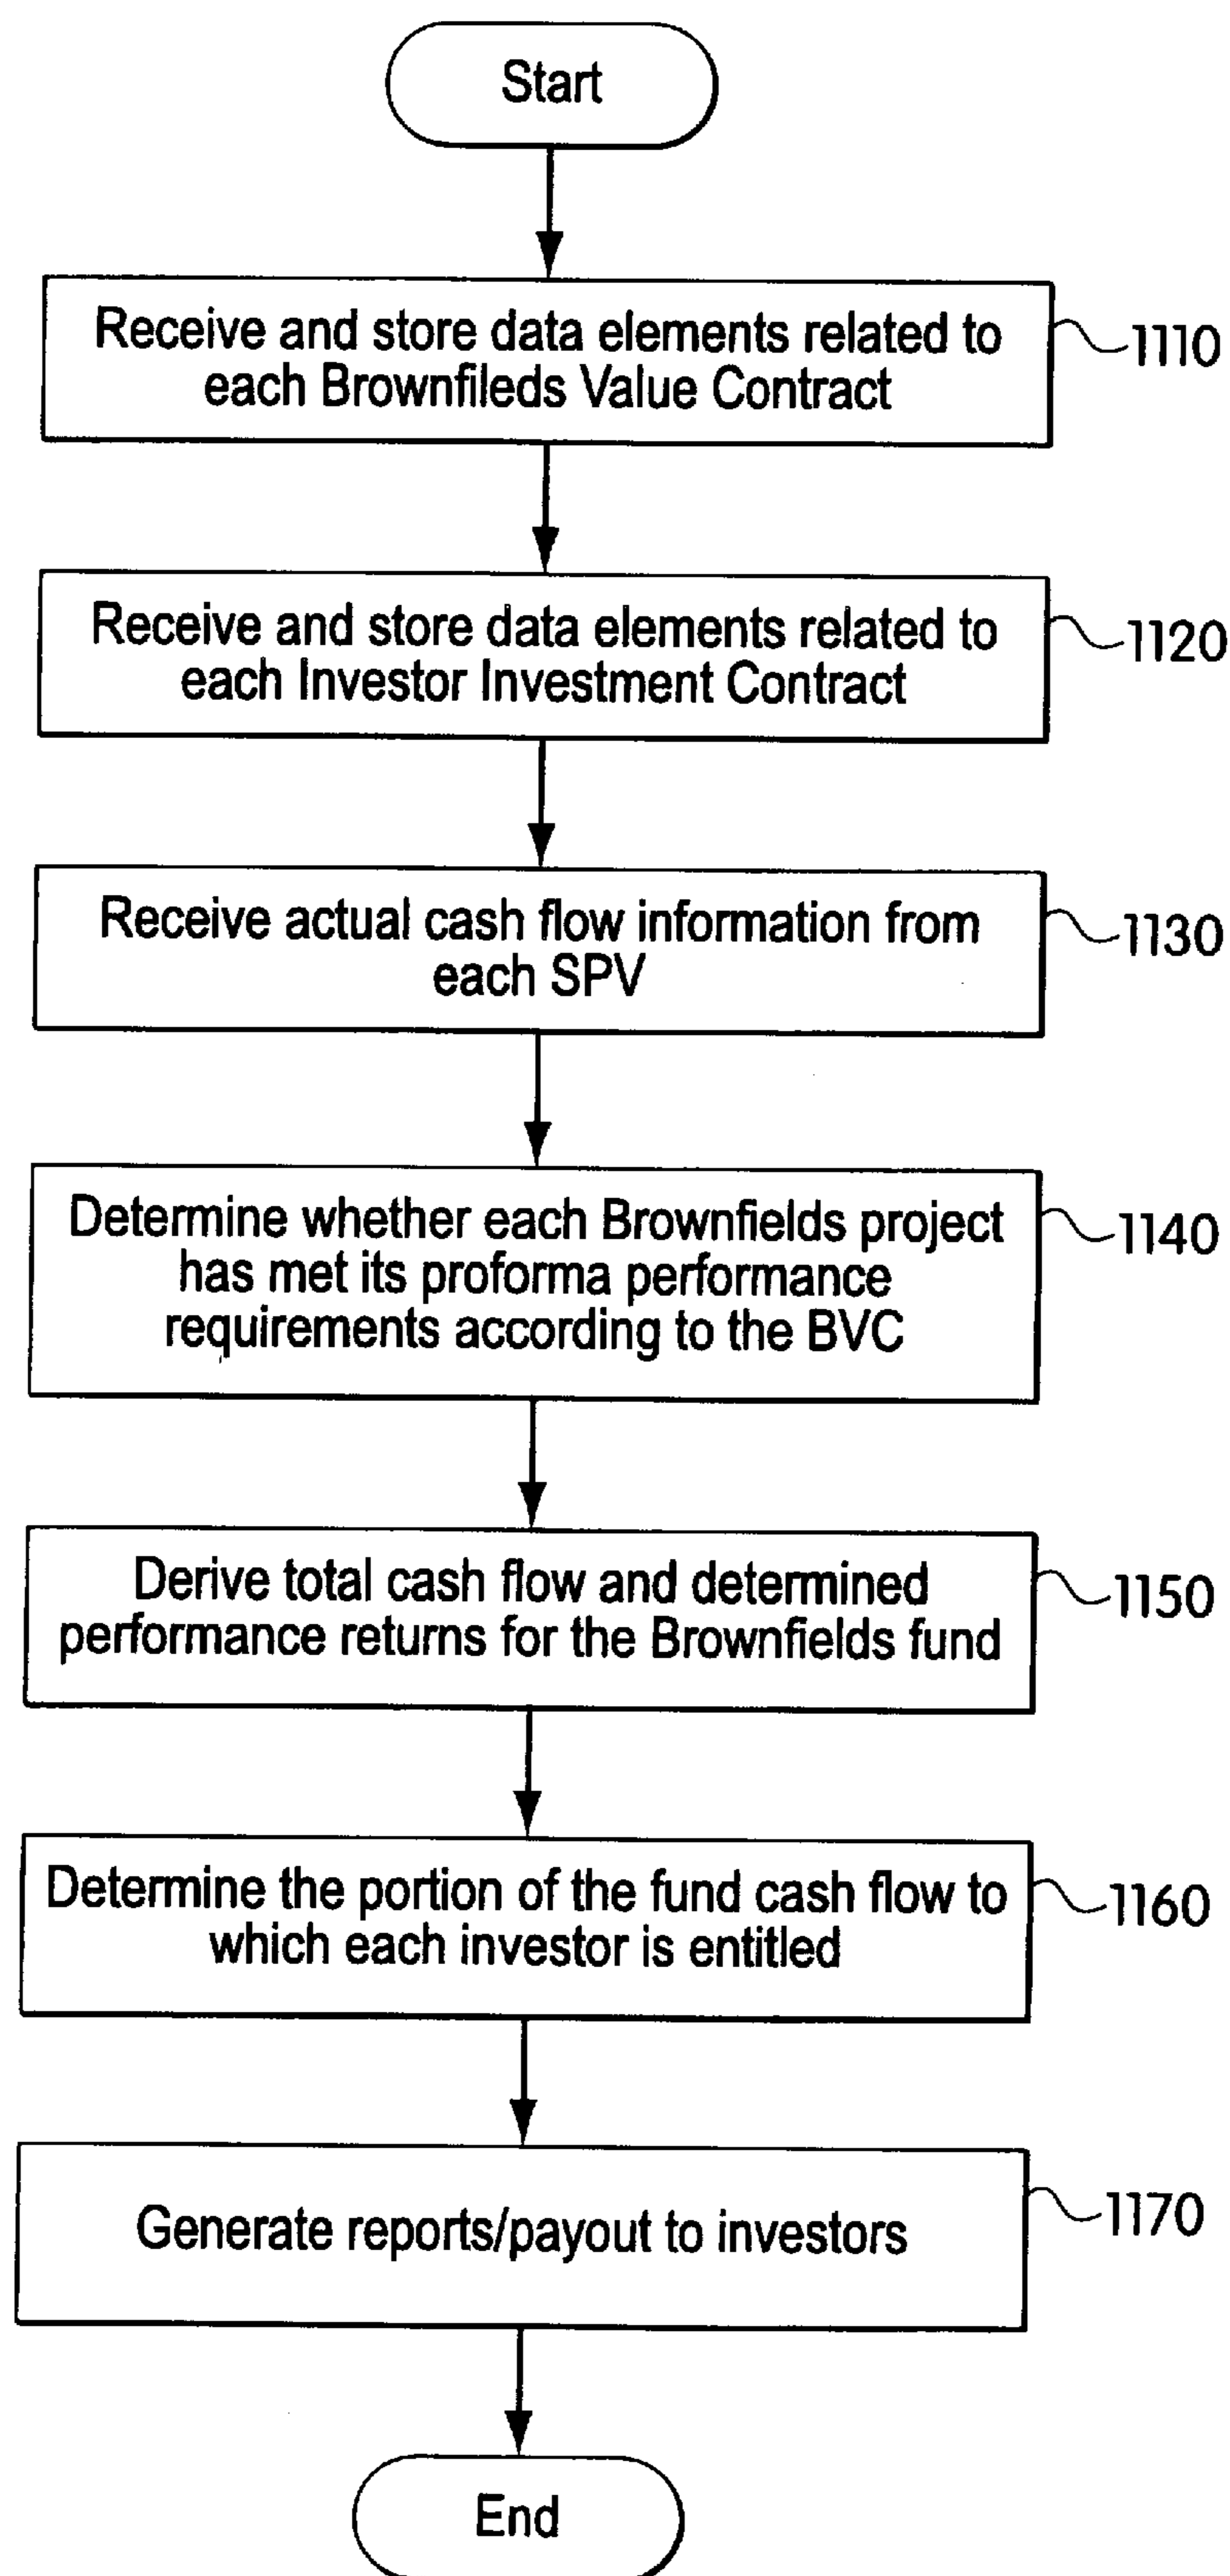 Start
Receive and store data elements related to
each Brownfileds Value Contract
1110
Receive and store data elements related to
each Investor Investment Contract
1120
Receive actual cash flow information from
each SPV
1130
Determine whether each Brownfields project
has met its proforma performance
requirements according to the BVC
1140
Derive total cash flow and determined
performance returns for the Brownfields fund
1150
Determine the portion of the fund cash flow to
which each investor is entitled
1160
Generate reports/payout to investors
1170
End